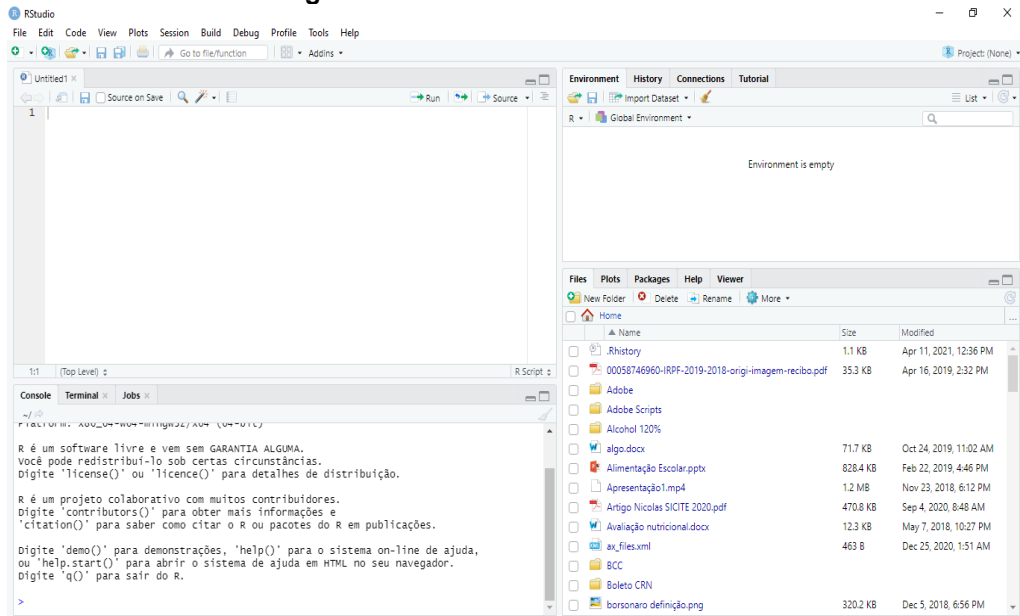 RStudio
File Edit Code View Plots Session Build Debug Profile Tools Help
Go to file/function Addins Project: (None)
Untitled1
Source on Save Run Source
1
1:1 (Top Level) R Script
Console Terminal Jobs
~/
Platform: x86_64-w64-mingw32/x64 (64-bit)
R é um software livre e vem sem GARANTIA ALGUMA.
Você pode redistribuí-lo sob certas circunstâncias.
Digite 'license()' ou 'licence()' para detalhes de distribuição.
R é um projeto colaborativo com muitos contribuidores.
Digite 'contributors()' para obter mais informações e
'citation()' para saber como citar o R ou pacotes do R em publicações.
Digite 'demo()' para demonstrações, 'help()' para o sistema on-line de ajuda,
ou 'help.start()' para abrir o sistema de ajuda em HTML no seu navegador.
Digite 'q()' para sair do R.
>
Environment History Connections Tutorial
Import Dataset List
R Global Environment
Environment is empty
Files Plots Packages Help Viewer
New Folder Delete Rename More
Home ...
Name Size Modified
.Rhistory 1.1 KB Apr 11, 2021, 12:36 PM
00058746960-IRPF-2019-2018-origi-imagem-recibo.pdf 35.3 KB Apr 16, 2019, 2:32 PM
Adobe
Adobe Scripts
Alcohol 120%
algo.docx 71.7 KB Oct 24, 2019, 11:02 AM
Alimentação Escolar.pptx 828.4 KB Feb 22, 2019, 4:46 PM
Apresentação1.mp4 1.2 MB Nov 23, 2018, 6:12 PM
Artigo Nicolas SICITE 2020.pdf 470.8 KB Sep 4, 2020, 8:48 AM
Avaliação nutricional.docx 12.3 KB May 7, 2018, 10:27 PM
ax_files.xml 463 B Dec 25, 2020, 1:51 AM
BCC
Boleto CRN
borsonaro definição.png 320.2 KB Dec 5, 2018, 6:56 PM